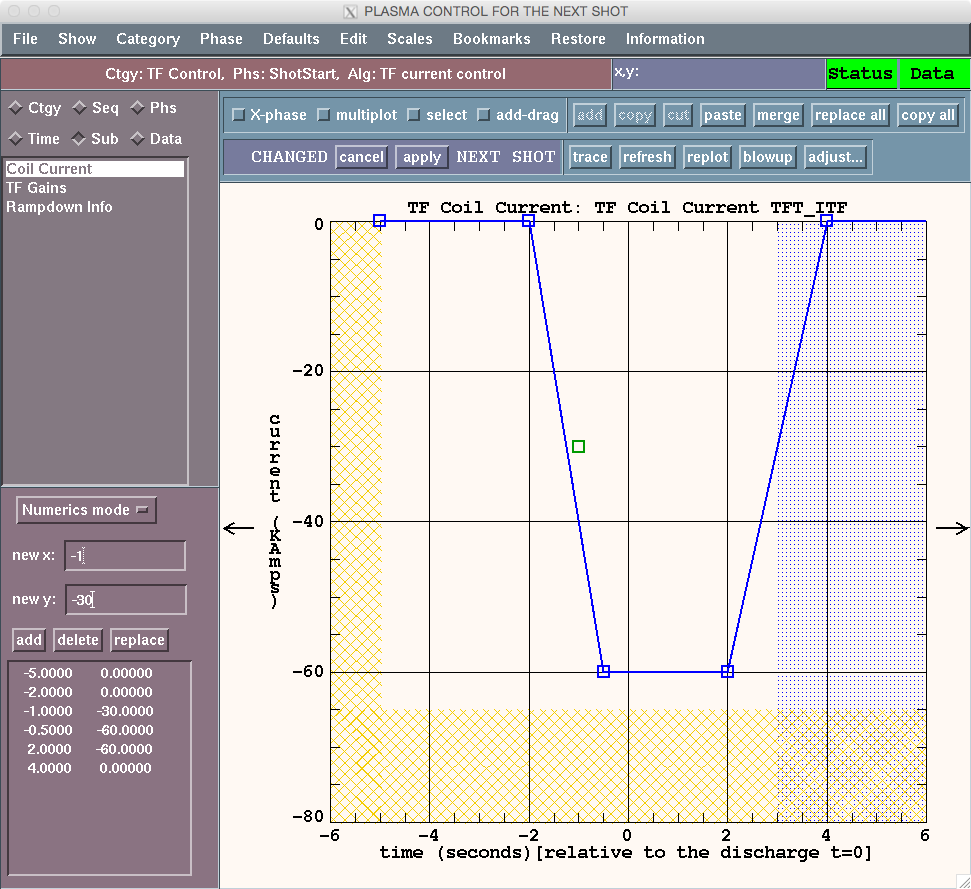 PLASMA CONTROL FOR THE NEXT SHOT
File Show Category Phase Defaults Edit Scales Bookmarks Restore Information
Ctgy: TF Control, Phs: ShotStart, Alg: TF current control
x,y:
Status Data
Ctgy Seq Phs
Time Sub Data
X-phase multiplot select add-drag add copy cut paste merge replace all copy all
CHANGED cancel apply NEXT SHOT trace refresh replot blowup adjust...
Coil Current
TF Gains
Rampdown Info
Numerics mode
new x: -1
new y: -30
add delete replace
-5.0000 0.00000
-2.0000 0.00000
-1.0000 -30.0000
-0.5000 -60.0000
2.0000 -60.0000
4.0000 0.00000
TF Coil Current: TF Coil Current TFT_ITF
0
-20
-40
-60
-80
current (KAmps)
-6 -4 -2 0 2 4 6
time (seconds)[relative to the discharge t=0]